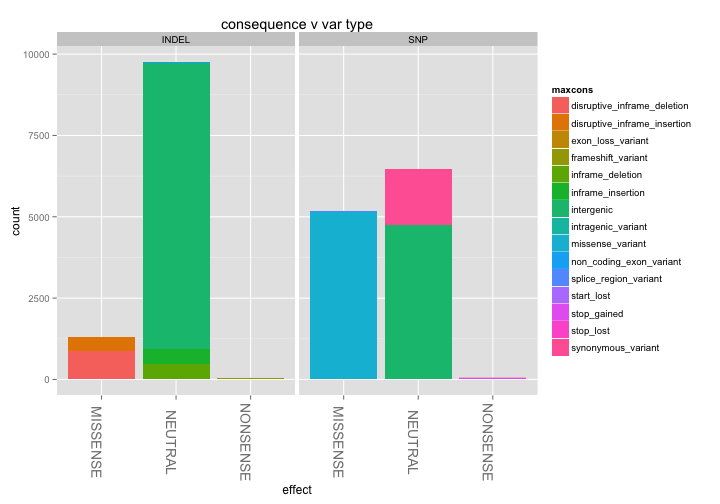 consequence v var type
INDEL
SNP
10000
7500
5000
2500
0
count
MISSENSE
NEUTRAL
NONSENSE
MISSENSE
NEUTRAL
NONSENSE
effect
maxcons
disruptive_inframe_deletion
disruptive_inframe_insertion
exon_loss_variant
frameshift_variant
inframe_deletion
inframe_insertion
intergenic
intragenic_variant
missense_variant
non_coding_exon_variant
splice_region_variant
start_lost
stop_gained
stop_lost
synonymous_variant